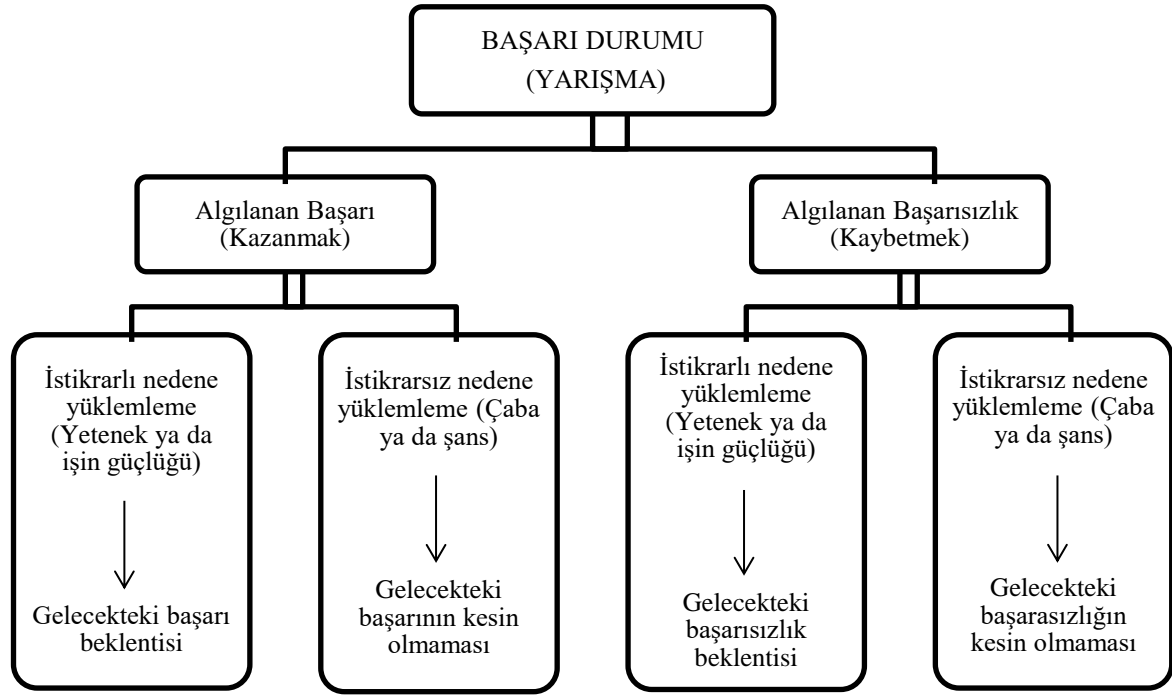 BAŞARI DURUMU
(YARIŞMA)
Algılanan Başarı
(Kazanmak)
Algılanan Başarısızlık
(Kaybetmek)
İstikrarlı nedene
yüklemleme
(Yetenek ya da
işin güçlüğü)
Gelecekteki başarı
beklentisi
İstikrarsız nedene
yüklemleme (Çaba
ya da şans)
Gelecekteki
başarının kesin
olmaması
İstikrarlı nedene
yüklemleme
(Yetenek ya da
işin güçlüğü)
Gelecekteki
başarısızlık
beklentisi
İstikrarsız nedene
yüklemleme (Çaba
ya da şans)
Gelecekteki
başarasızlığın
kesin olmaması